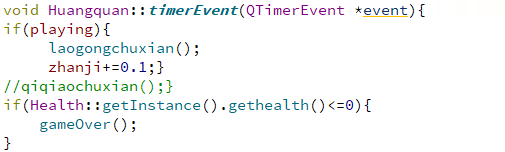 void Huangquan::timerEvent(QTimerEvent *event){
if(playing){
     laogongchuxian();
     zhanji+=0.1;}
//qiqiaochuxian();}
if(Health::getInstance().gethealth()<=0){
    gameOver();
}